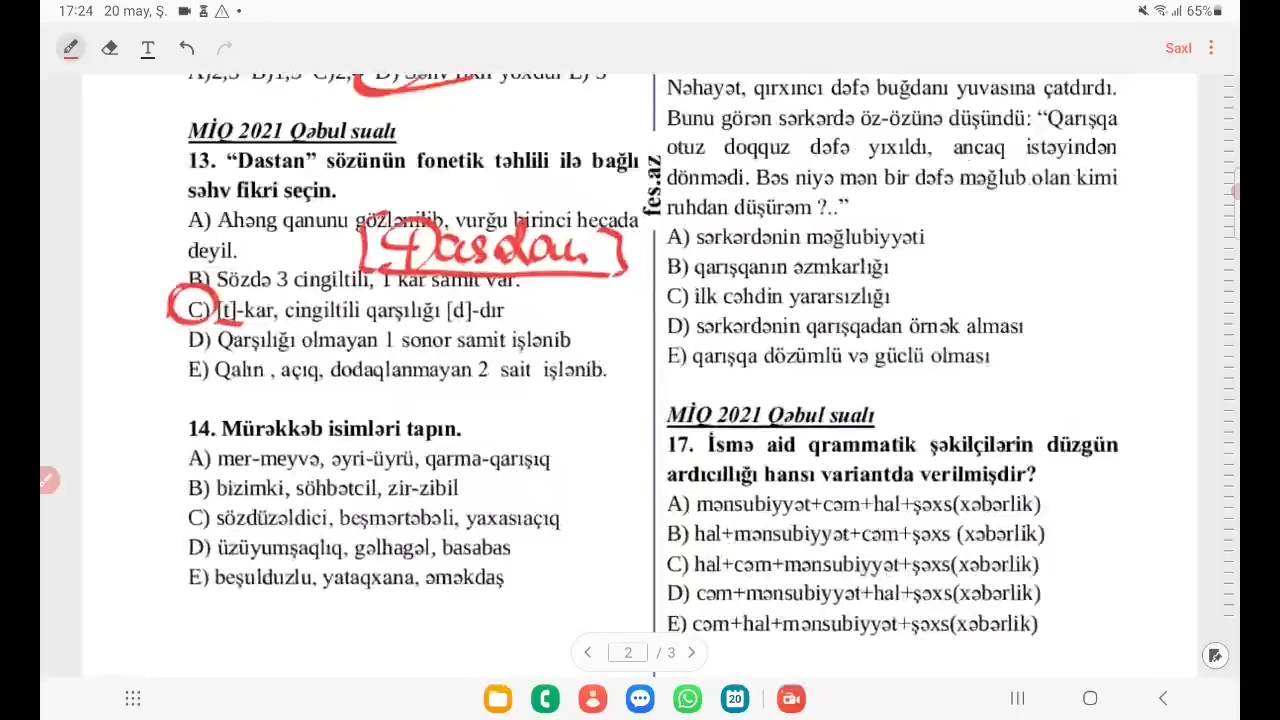 17:24 20 may, Ş.
65%
T
Saxl
MİQ 2021 Qəbul sualı
13. “Dastan” sözünün fonetik təhlili ilə bağlı
səhv fikri seçin.
A) Ahəng qanunu gözlənilib, vurğu birinci hecada
deyil.
[Dasdan]
B) Sözdə 3 cingiltili, 1 kar samit var.
C) [t]-kar, cingiltili qarşılığı [d]-dır
D) Qarşılığı olmayan 1 sonor samit işlənib
E) Qalın , açıq, dodaqlanmayan 2 sait işlənib.
14. Mürəkkəb isimləri tapın.
A) mer-meyvə, əyri-üyrü, qarma-qarışıq
B) bizimki, söhbətcil, zir-zibil
C) sözdüzəldici, beşmərtəbəli, yaxasıaçıq
D) üzüyumşaqlıq, gəlhagəl, basabas
E) beşulduzlu, yataqxana, əməkdaş
fes.az
Nəhayət, qırxıncı dəfə buğdanı yuvasına çatdırdı.
Bunu görən sərkərdə öz-özünə düşündü: “Qarışqa
otuz doqquz dəfə yıxıldı, ancaq istəyindən
dönmədi. Bəs niyə mən bir dəfə məğlub olan kimi
ruhdan düşürəm ?..”
A) sərkərdənin məğlubiyyəti
B) qarışqanın əzmkarlığı
C) ilk cəhdin yararsızlığı
D) sərkərdənin qarışqadan örnək alması
E) qarışqa dözümlü və güclü olması
MİQ 2021 Qəbul sualı
17. İsmə aid qrammatik şəkilçilərin düzgün
ardıcıllığı hansı variantda verilmişdir?
A) mənsubiyyət+cəm+hal+şəxs(xəbərlik)
B) hal+mənsubiyyət+cəm+şəxs (xəbərlik)
C) hal+cəm+mənsubiyyət+şəxs(xəbərlik)
D) cəm+mənsubiyyət+hal+şəxs(xəbərlik)
E) cəm+hal+mənsubiyyət+şəxs(xəbərlik)
2 / 3
20